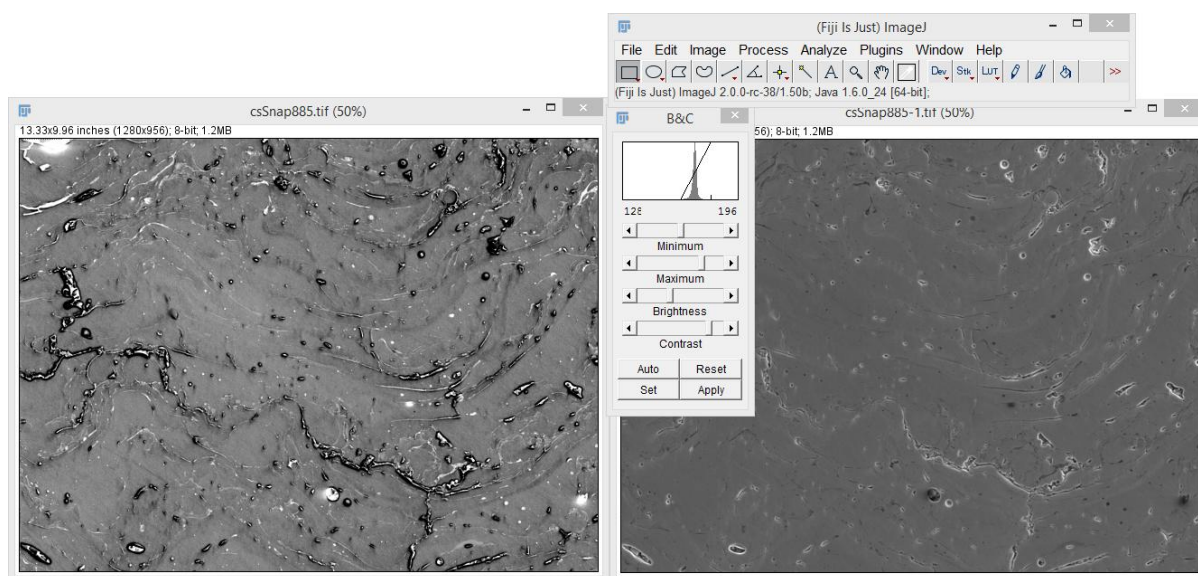 (Fiji Is Just) ImageJ
File Edit Image Process Analyze Plugins Window Help
Dev Stk LUT A >>
(Fiji Is Just) ImageJ 2.0.0-rc-38/1.50b; Java 1.6.0_24 [64-bit];
csSnap885.tif (50%)
13.33x9.96 inches (1280x956); 8-bit; 1.2MB
B&C
128 196
Minimum
Maximum
Brightness
Contrast
Auto Reset
Set Apply
csSnap885-1.tif (50%)
56); 8-bit; 1.2MB